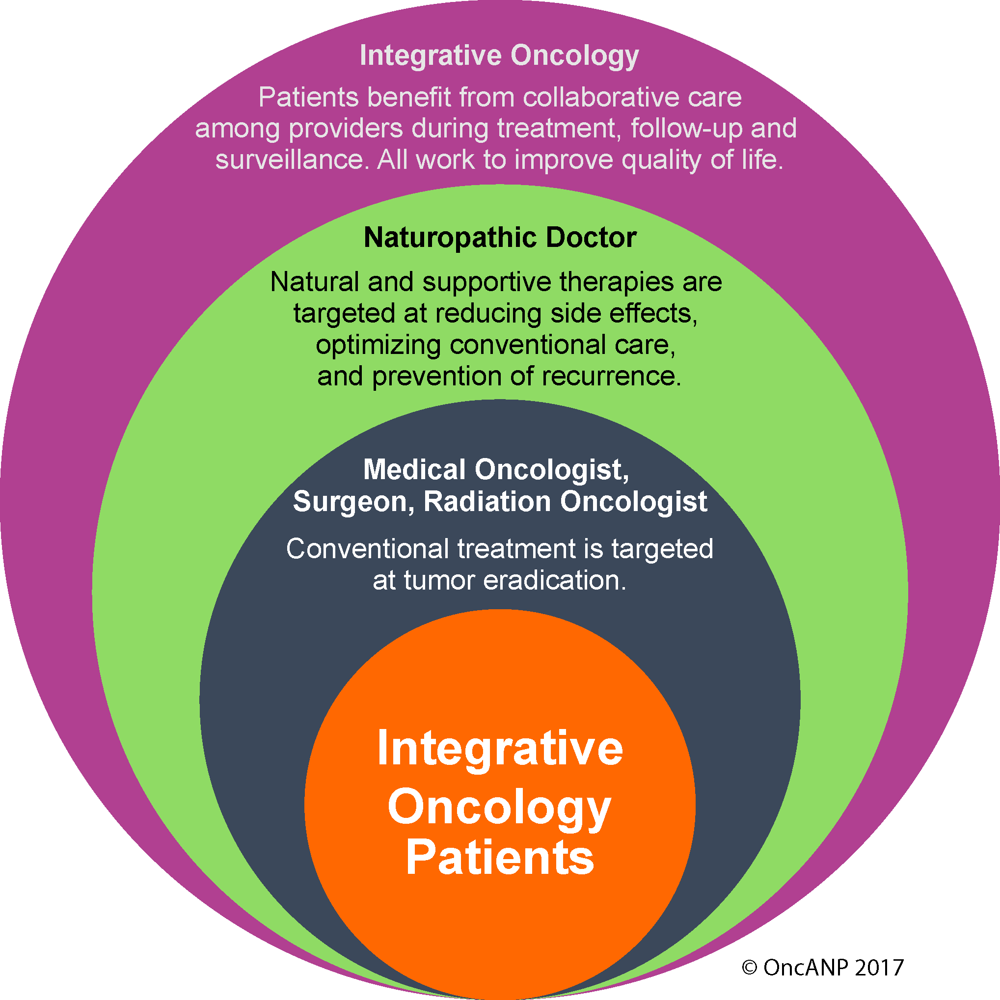 Integrative Oncology
Patients benefit from collaborative care
among providers during treatment, follow-up and
surveillance. All work to improve quality of life.
Naturopathic Doctor
Natural and supportive therapies are
targeted at reducing side effects,
optimizing conventional care,
and prevention of recurrence.
Medical Oncologist,
Surgeon, Radiation Oncologist
Conventional treatment is targeted
at tumor eradication.
Integrative
Oncology
Patients
© OncANP 2017